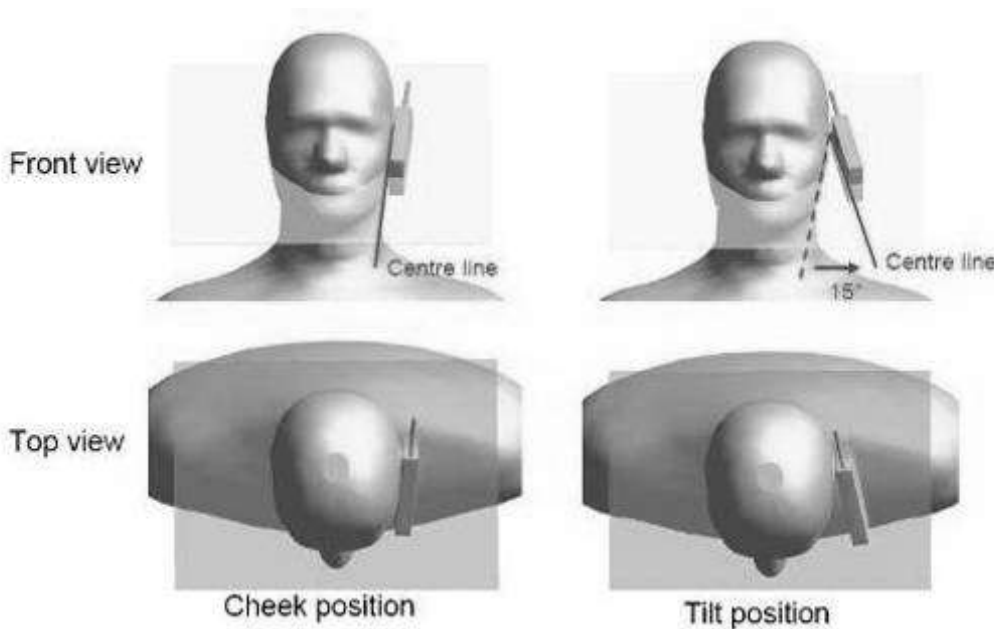 Front view
Centre line
Centre line
15°
Top view
Cheek position
Tilt position